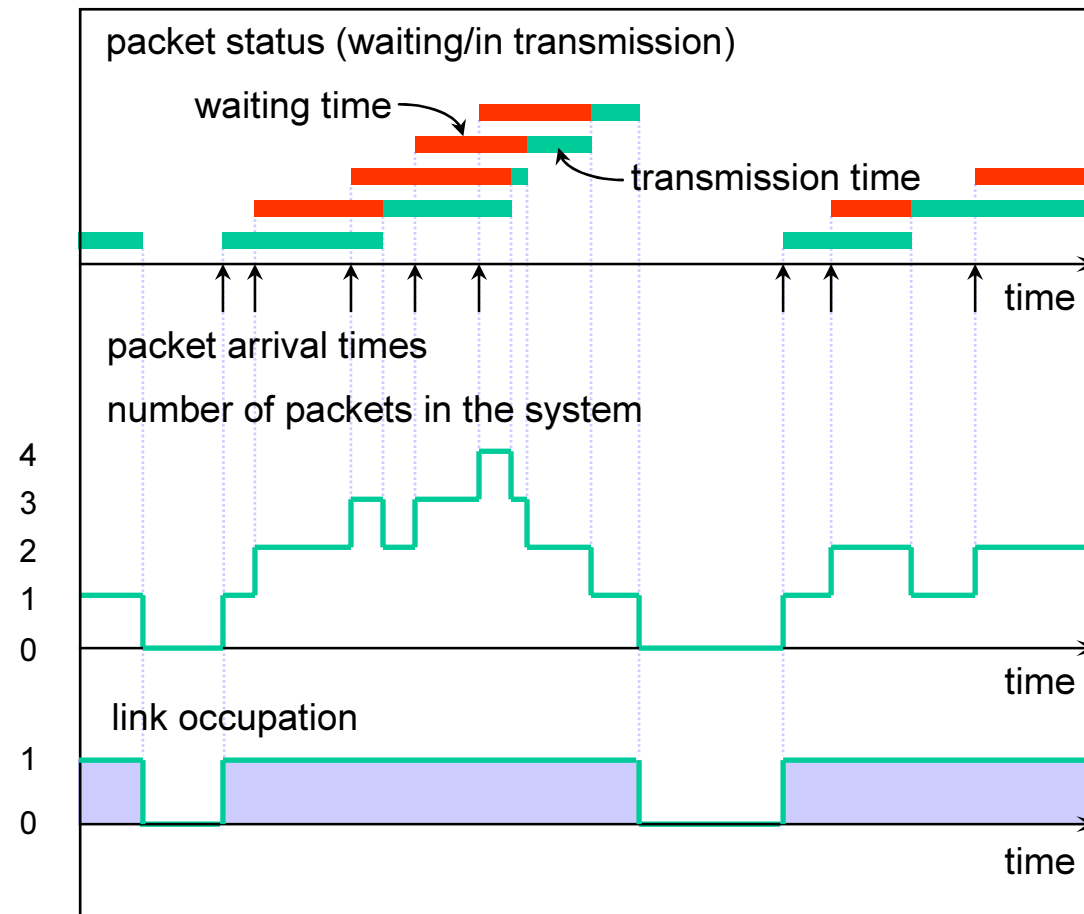 packet status (waiting/in transmission)
waiting time
transmission time
time
packet arrival times
number of packets in the system
4
3
2
1
0
time
link occupation
1
0
time